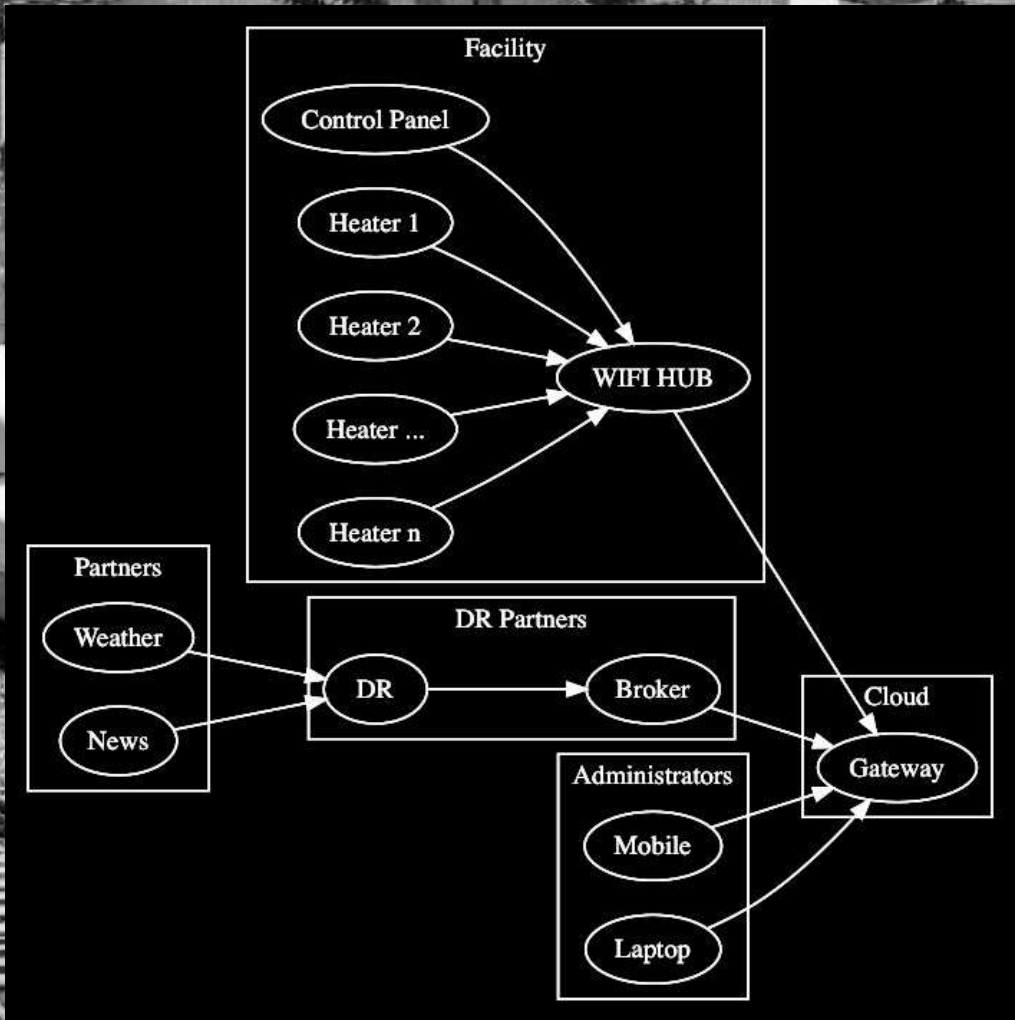 Facility
Control Panel
Heater 1
Heater 2
WIFI HUB
Heater ...
Heater n
Partners
Weather
News
DR Partners
DR
Broker
Cloud
Gateway
Administrators
Mobile
Laptop